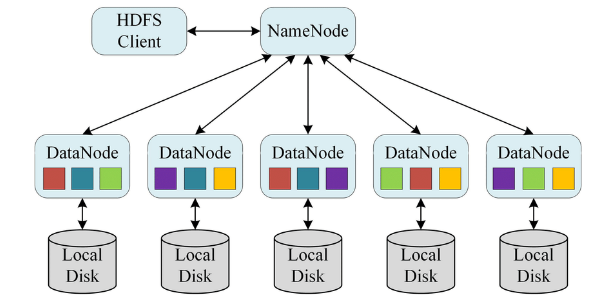 HDFS
Client
NameNode
DataNode
DataNode
DataNode
DataNode
DataNode
Local
Disk
Local
Disk
Local
Disk
Local
Disk
Local
Disk